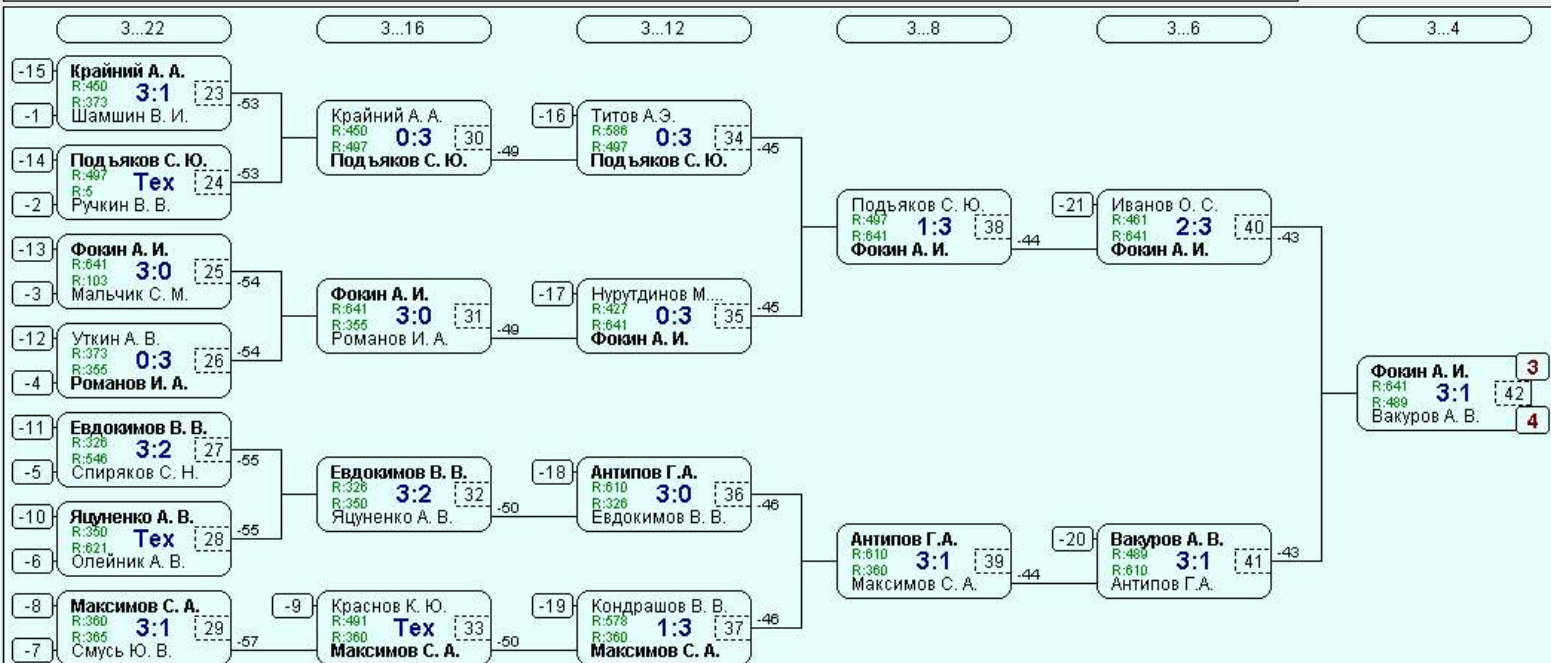 3...22
3...16
3...12
3...8
3...6
3...4
-15
Крайний А. А.
R:450
R:373
3:1
23
-53
-1
Шамшин В. И.
-14
Подъяков С. Ю.
R:497
R:5
Тех
24
-53
-2
Ручкин В. В.
-13
Фокин А. И.
R:641
R:103
3:0
25
-54
-3
Мальчик С. М.
-12
Уткин А. В.
R:373
R:355
0:3
26
-54
-4
Романов И. А.
-11
Евдокимов В. В.
R:326
R:546
3:2
27
-55
-5
Спиряков С. Н.
-10
Яцуненко А. В.
R:350
R:621
Тех
28
-55
-6
Олейник А. В.
-8
Максимов С. А.
R:360
R:365
3:1
29
-57
-7
Смусь Ю. В.
Крайний А. А.
R:450
R:497
0:3
30
-49
Подъяков С. Ю.
Фокин А. И.
R:641
R:355
3:0
31
-49
Романов И. А.
Евдокимов В. В.
R:326
R:350
3:2
32
-50
Яцуненко А. В.
-9
Краснов К. Ю.
R:491
R:360
Тех
33
-50
Максимов С. А.
-16
Титов А.Э.
R:586
R:497
0:3
34
-45
Подъяков С. Ю.
-17
Нурутдинов М....
R:427
R:641
0:3
35
-45
Фокин А. И.
-18
Антипов Г.А.
R:610
R:326
3:0
36
-46
Евдокимов В. В.
-19
Кондрашов В. В.
R:578
R:360
1:3
37
-46
Максимов С. А.
Подъяков С. Ю.
R:497
R:641
1:3
38
-44
Фокин А. И.
Антипов Г.А.
R:610
R:360
3:1
39
-44
Максимов С. А.
-21
Иванов О. С.
R:461
R:641
2:3
40
-43
Фокин А. И.
-20
Вакуров А. В.
R:489
R:610
3:1
41
-43
Антипов Г.А.
Фокин А. И.
R:641
R:489
3:1
42
3
Вакуров А. В.
4